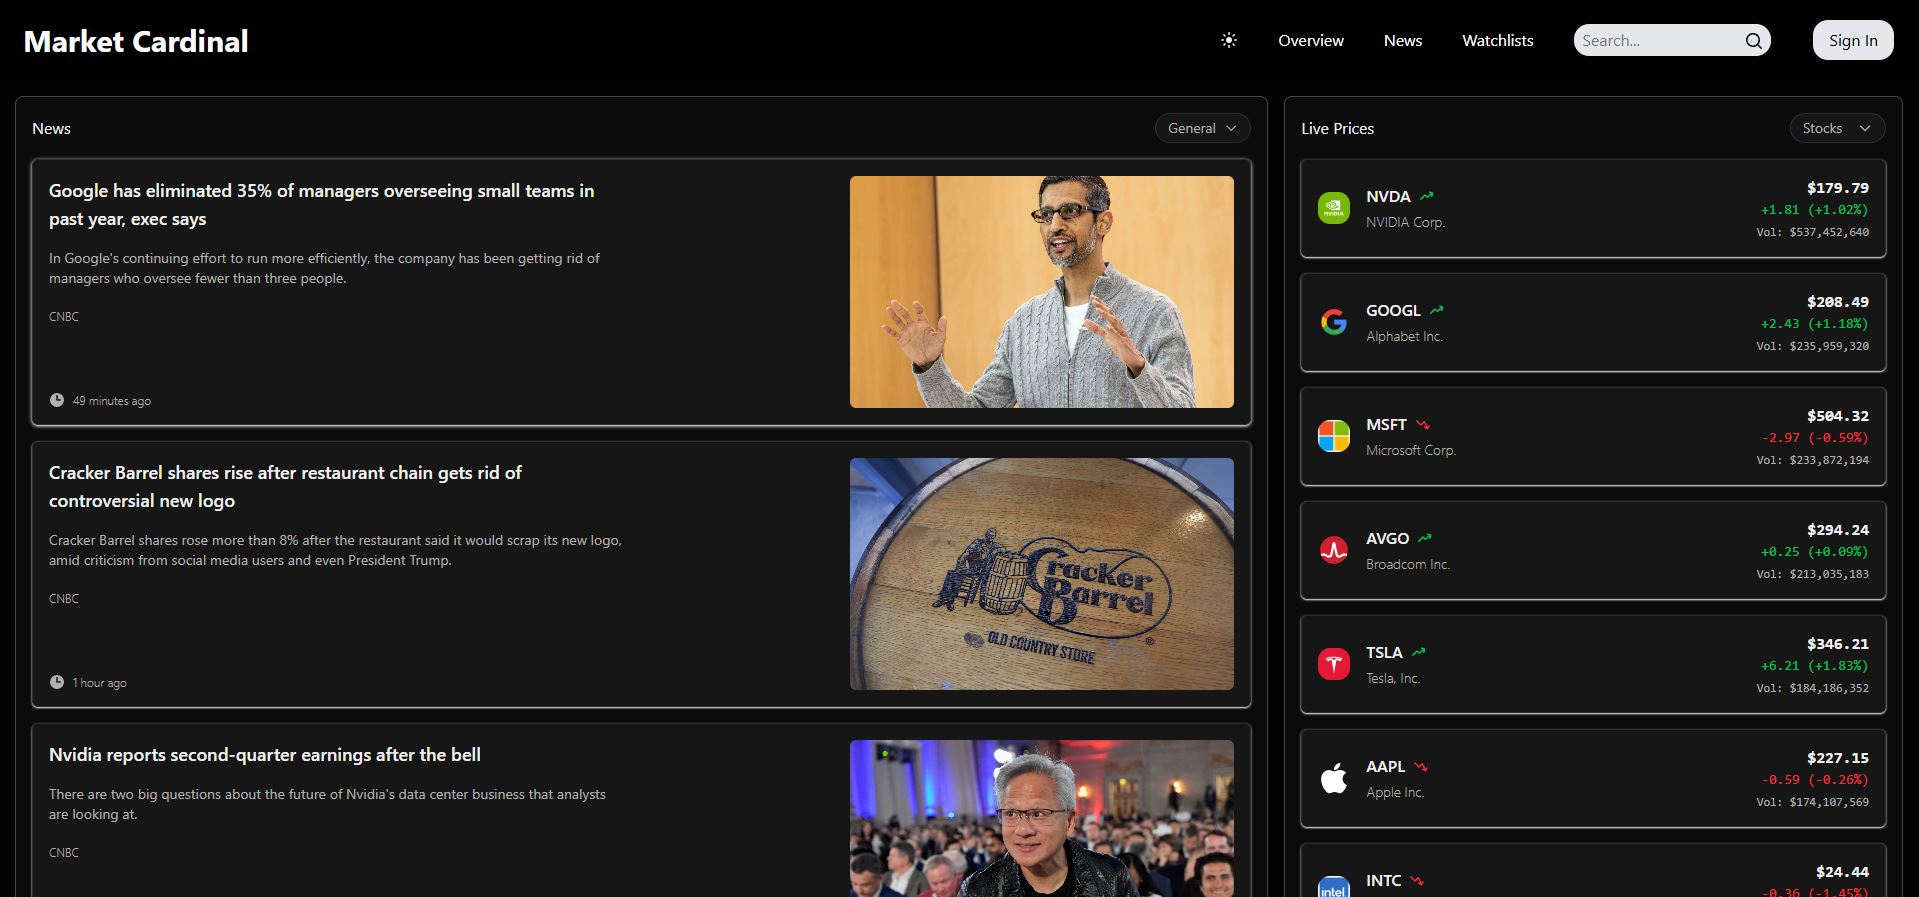 Market Cardinal
Overview
News
Watchlists
Search...
Sign In
News
General
Google has eliminated 35% of managers overseeing small teams in
past year, exec says
In Google's continuing effort to run more efficiently, the company has been getting rid of
managers who oversee fewer than three people.
CNBC
49 minutes ago
Cracker Barrel shares rise after restaurant chain gets rid of
controversial new logo
Cracker Barrel shares rose more than 8% after the restaurant said it would scrap its new logo,
amid criticism from social media users and even President Trump.
CNBC
1 hour ago
Cracker
Barrel
®
OLD COUNTRY STORE
Nvidia reports second-quarter earnings after the bell
There are two big questions about the future of Nvidia's data center business that analysts
are looking at.
CNBC
Live Prices
Stocks
NVIDIA
NVDA
NVIDIA Corp.
$179.79
+1.81 (+1.02%)
Vol: $537,452,640
GOOGL
Alphabet Inc.
$208.49
+2.43 (+1.18%)
Vol: $235,959,320
MSFT
Microsoft Corp.
$504.32
-2.97 (-0.59%)
Vol: $233,872,194
AVGO
Broadcom Inc.
$294.24
+0.25 (+0.09%)
Vol: $213,035,183
TSLA
Tesla, Inc.
$346.21
+6.21 (+1.83%)
Vol: $184,186,352
AAPL
Apple Inc.
$227.15
-0.59 (-0.26%)
Vol: $174,107,569
intel
INTC
$24.44
-0.36 (-1.45%)